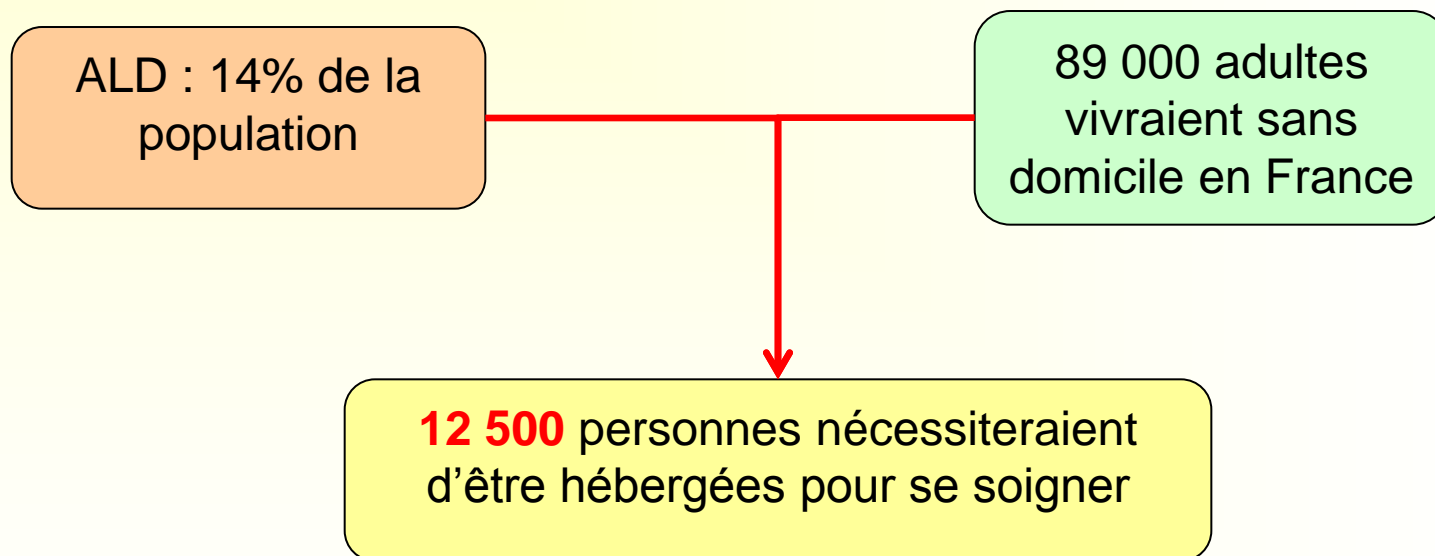 ALD : 14% de la
population
89 000 adultes
vivraient sans
domicile en France
12 500 personnes nécessiteraient
d’être hébergées pour se soigner